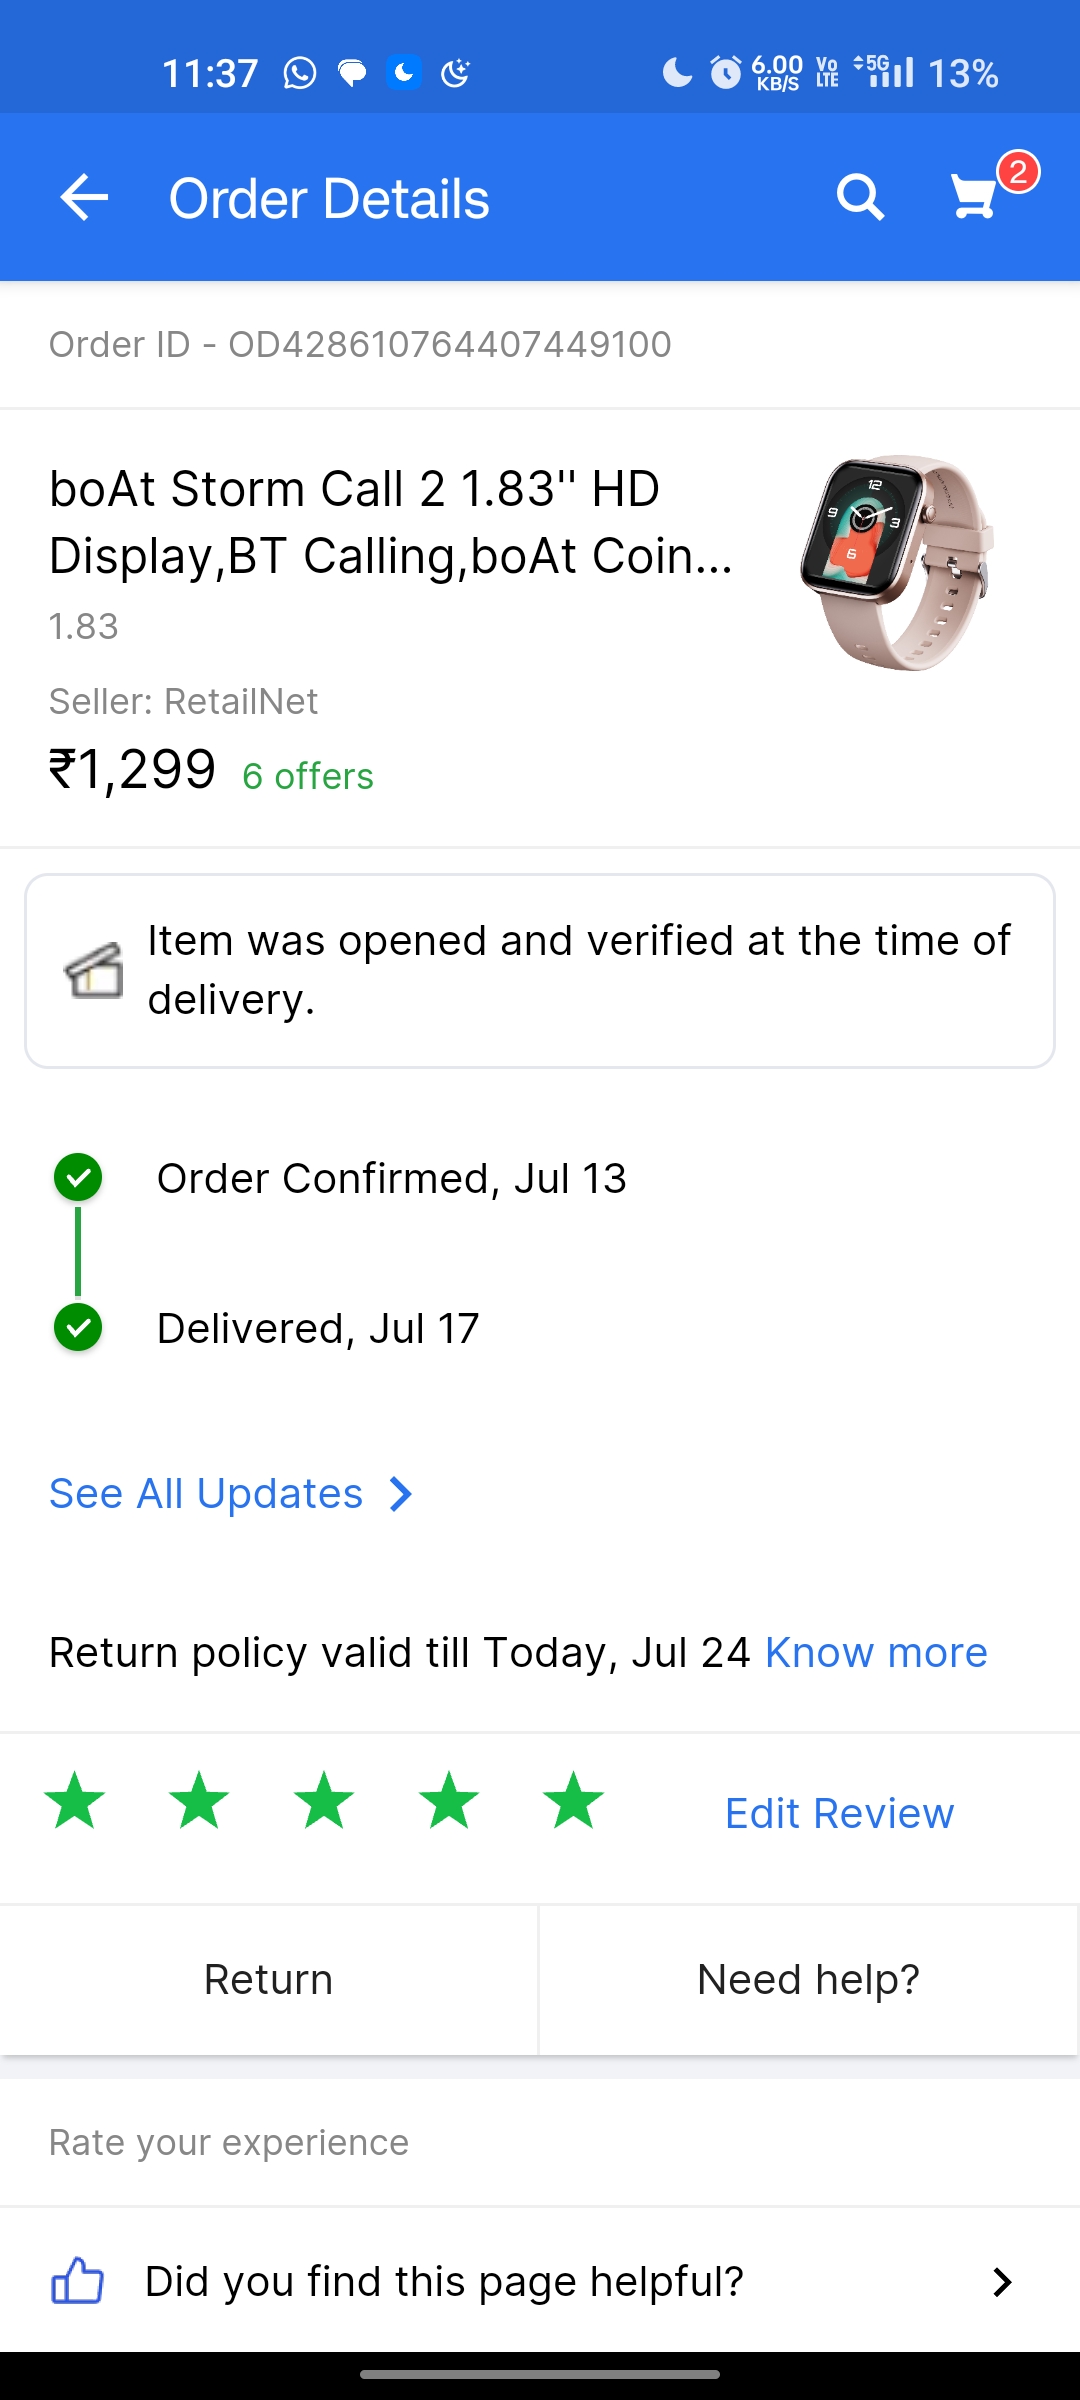 11:37 6.00 KB/S Vo LTE 5G 13%
Order Details 2
Order ID - OD428610764407449100
boAt Storm Call 2 1.83" HD
Display,BT Calling,boAt Coin...
1.83
Seller: RetailNet
₹1,299 6 offers
12
9 3
6
Item was opened and verified at the time of
delivery.
Order Confirmed, Jul 13
Delivered, Jul 17
See All Updates
Return policy valid till Today, Jul 24 Know more
Edit Review
Return Need help?
Rate your experience
Did you find this page helpful?